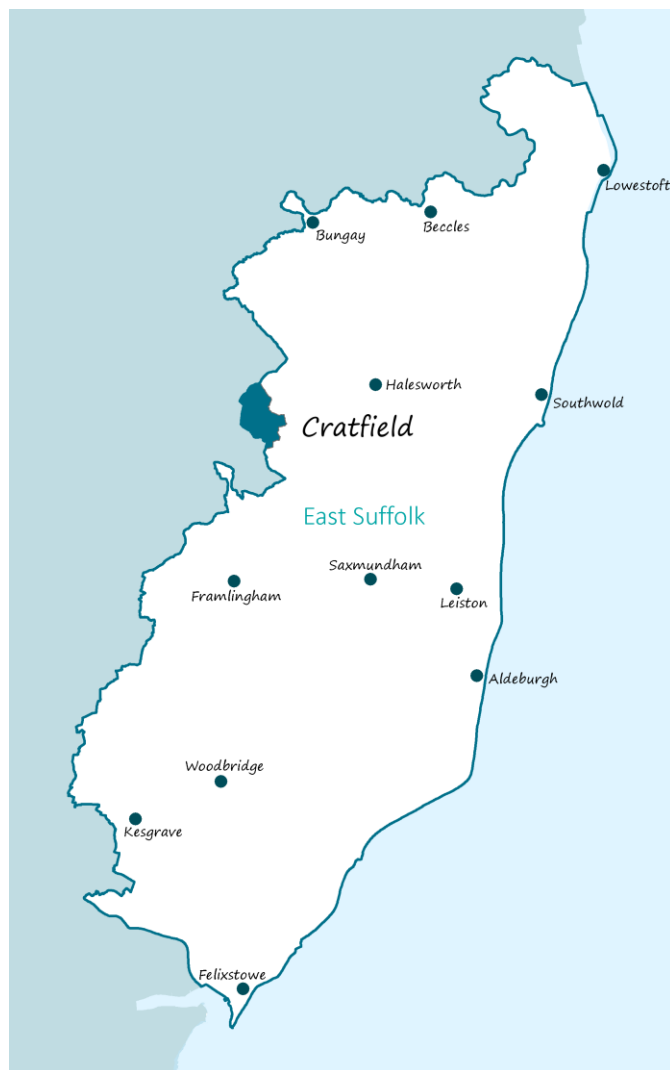 Lowestoft
Beccles
Bungay
Halesworth
Southwold
Cratfield
East Suffolk
Saxmundham
Framlingham
Leiston
Aldeburgh
Woodbridge
Kesgrave
Felixstowe